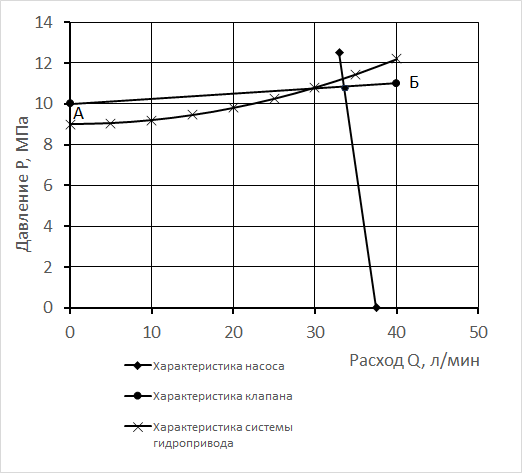 Давление P, МПа
14
12
10
8
6
4
2
0
А
Б
0 10 20 30 40 50
Расход Q, л/мин
Характеристика насоса
Характеристика клапана
Характеристика системы
гидропривода